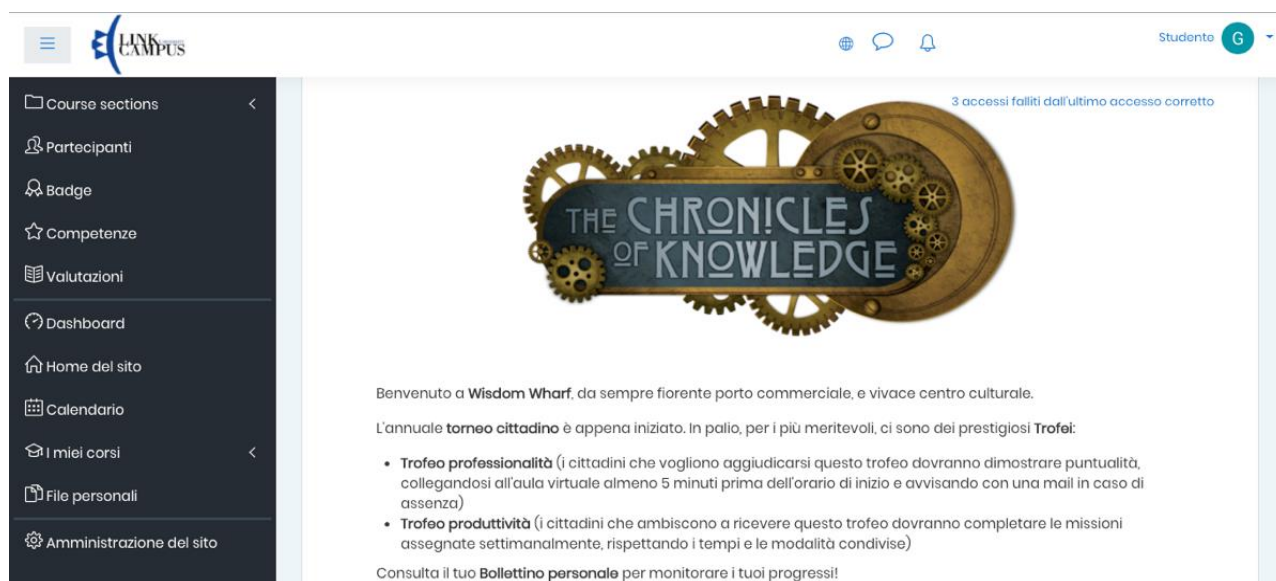 LINK
CAMPUS
Studente G
Course sections
Partecipanti
Badge
Competenze
Valutazioni
Dashboard
Home del sito
Calendario
I miei corsi
File personali
Amministrazione del sito
3 accessi falliti dall'ultimo accesso corretto
THE CHRONICLES
OF KNOWLEDGE
Benvenuto a Wisdom Wharf, da sempre fiorente porto commerciale, e vivace centro culturale.
L'annuale torneo cittadino è appena iniziato. In palio, per i più meritevoli, ci sono dei prestigiosi Trofei:
• Trofeo professionalità (i cittadini che vogliono aggiudicarsi questo trofeo dovranno dimostrare puntualità,
collegandosi all'aula virtuale almeno 5 minuti prima dell'orario di inizio e avvisando con una mail in caso di
assenza)
• Trofeo produttività (i cittadini che ambiscono a ricevere questo trofeo dovranno completare le missioni
assegnate settimanalmente, rispettando i tempi e le modalità condivise)
Consulta il tuo Bollettino personale per monitorare i tuoi progressi!